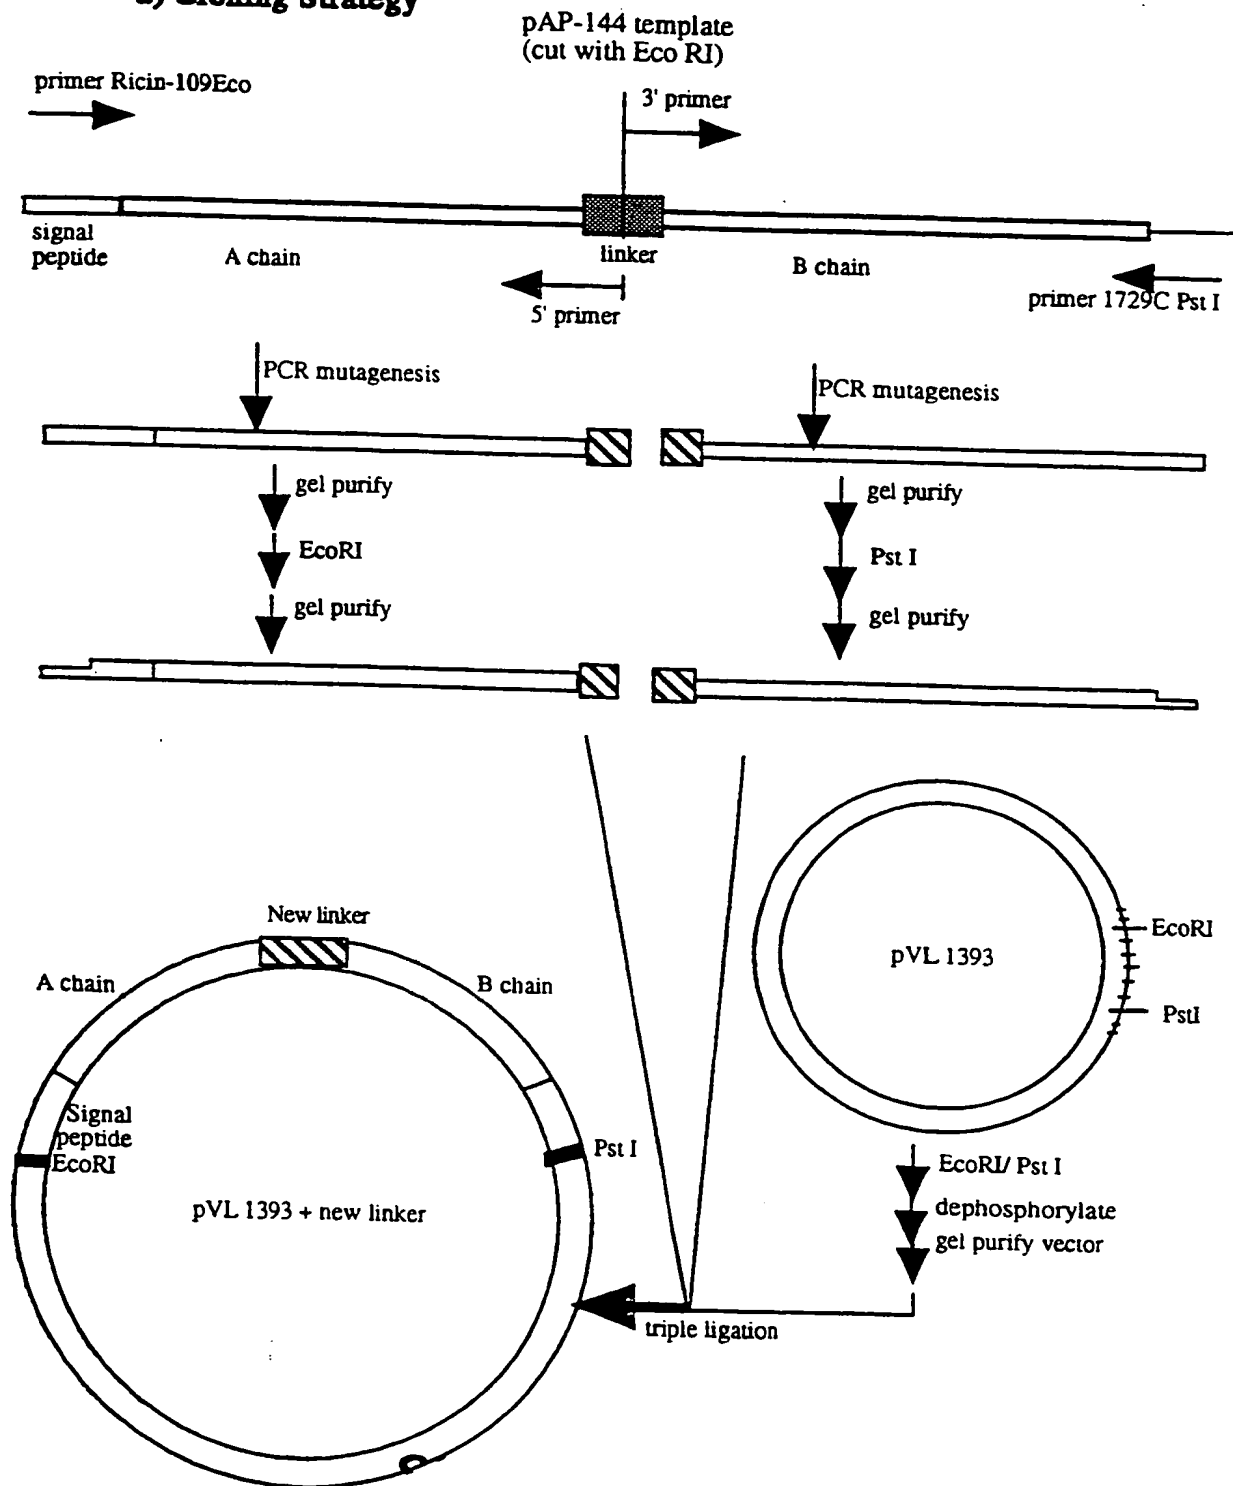 Cloning Strategy
pAP-144 template
(cut with Eco RI)
primer Ricin-109Eco
3' primer
signal
peptide
A chain
linker
B chain
5' primer
primer 1729C Pst I
PCR mutagenesis
PCR mutagenesis
gel purify
gel purify
EcoRI
Pst I
gel purify
gel purify
New linker
A chain
B chain
EcoRI
pVL 1393
PstI
Signal
peptide
EcoRI
Pst I
pVL 1393 + new linker
EcoRI/ Pst I
dephosphorylate
gel purify vector
triple ligation